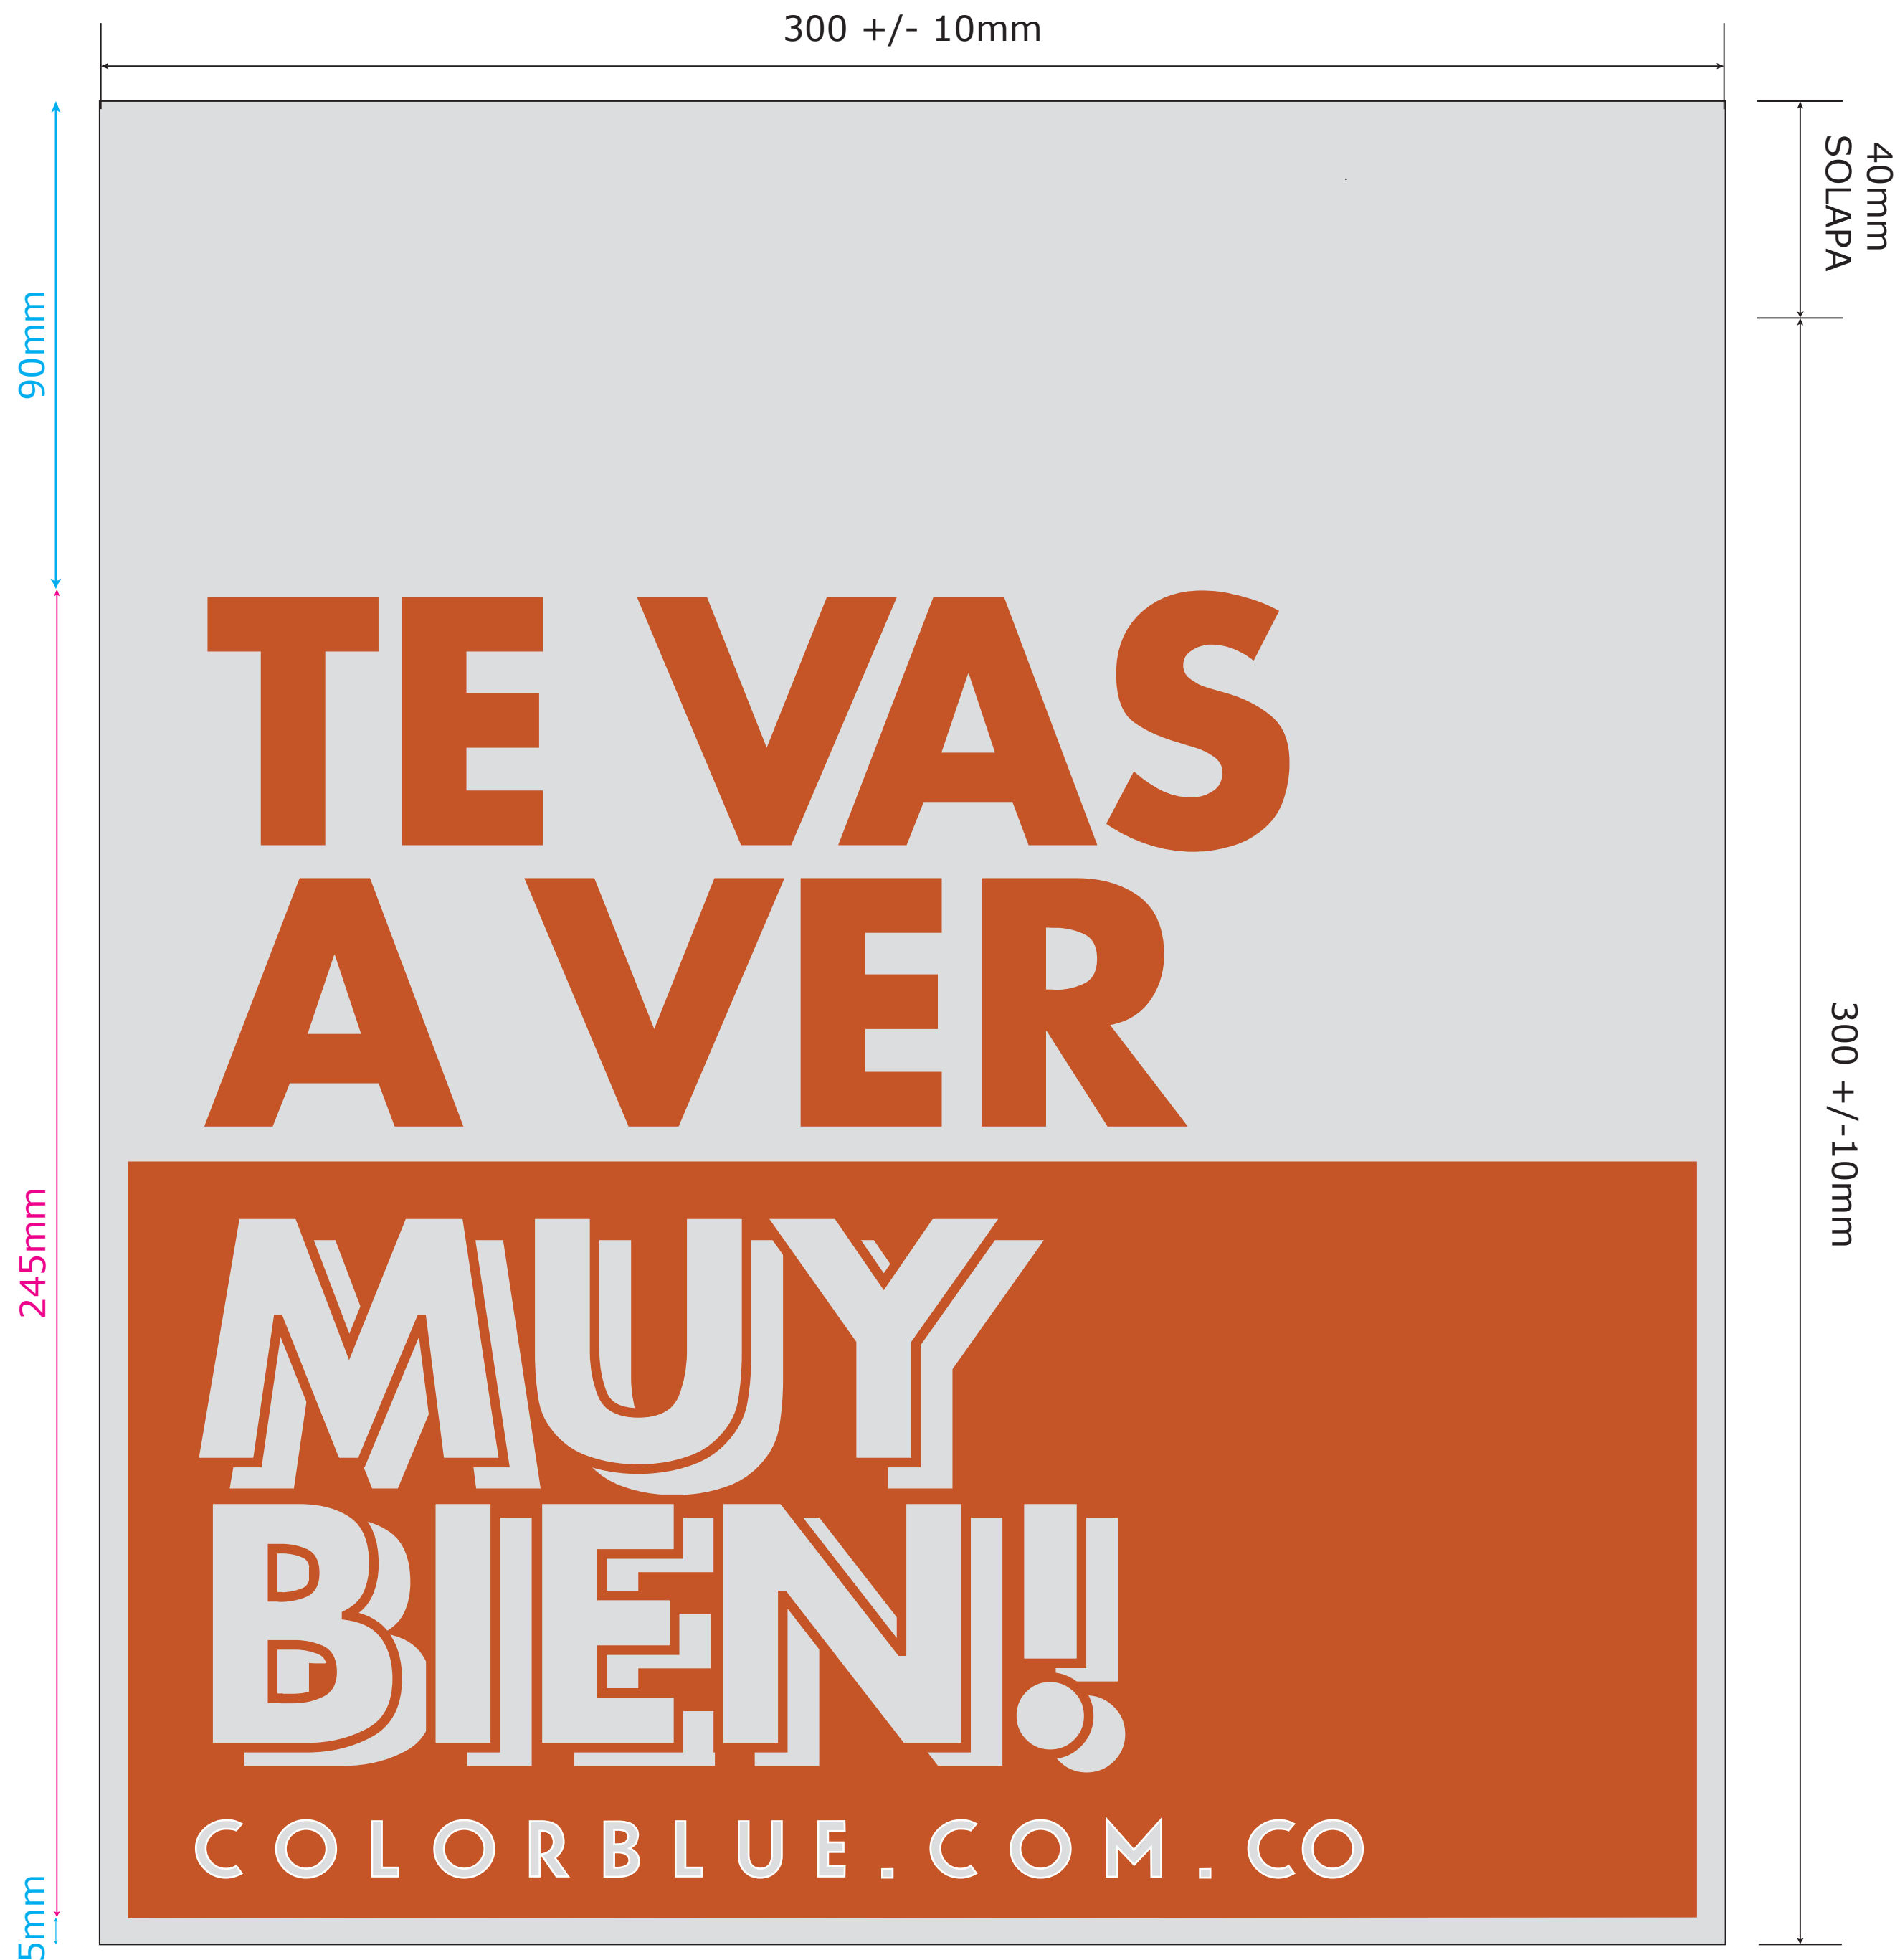 300 +/- 10mm
40mm
SOLAPA
90mm
TE VAS
A VER
300 +/-10mm
245mm
MUY
BIEN!
COLORBLUE.COM.CO
5mm